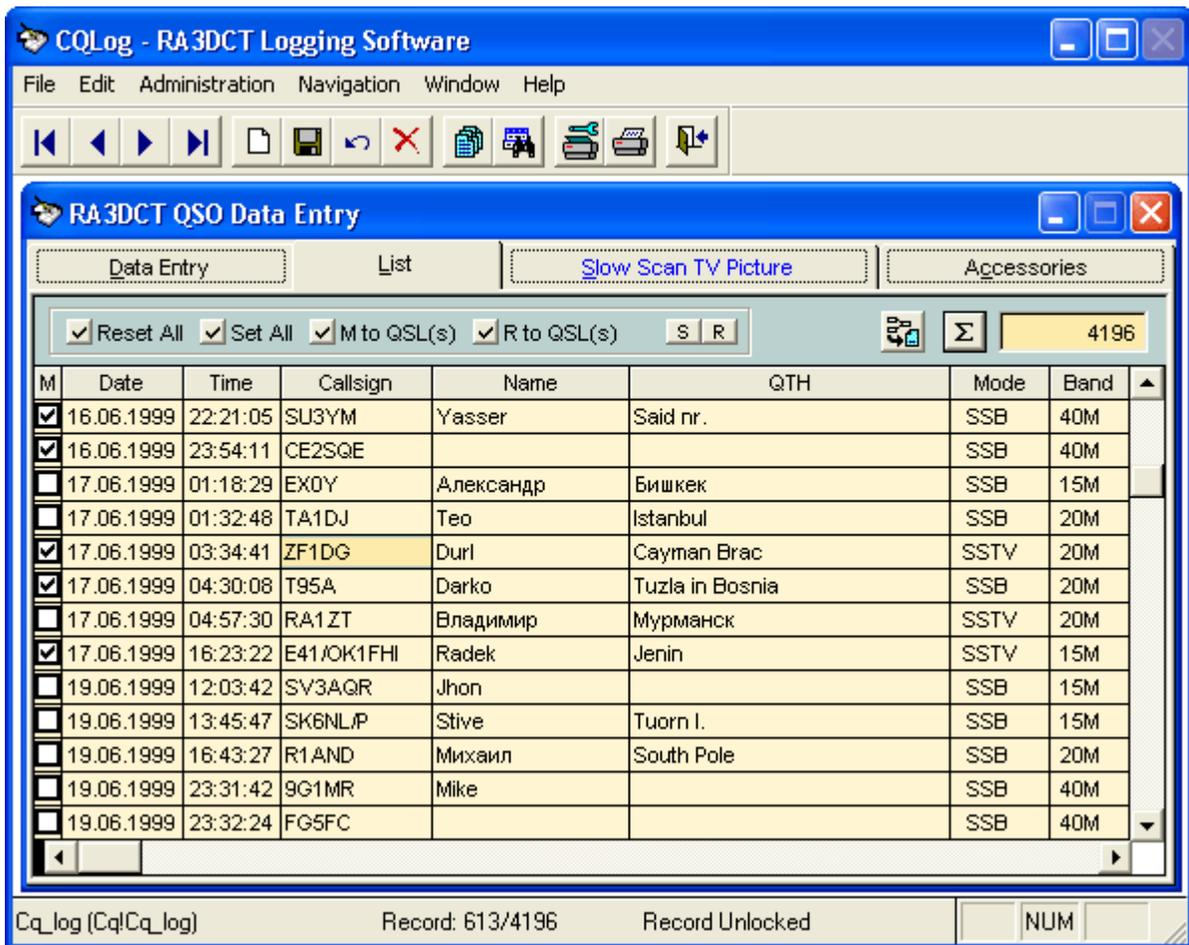 CQLog - RA3DCT Logging Software
File Edit Administration Navigation Window Help
RA3DCT QSO Data Entry
Data Entry List Slow Scan TV Picture Accessories
Reset All Set All M to QSL(s) R to QSL(s) S R Σ 4196
M Date Time Callsign Name QTH Mode Band
16.06.1999 22:21:05 SU3YM Yasser Said nr. SSB 40M
16.06.1999 23:54:11 CE2SQE SSB 40M
17.06.1999 01:18:29 EX0Y Александр Бишкек SSB 15M
17.06.1999 01:32:48 TA1DJ Teo Istanbul SSB 20M
17.06.1999 03:34:41 ZF1DG Durl Cayman Brac SSTV 20M
17.06.1999 04:30:08 T95A Darko Tuzla in Bosnia SSB 20M
17.06.1999 04:57:30 RA1ZT Владимир Мурманск SSTV 20M
17.06.1999 16:23:22 E41/OK1FHI Radek Jenin SSTV 15M
19.06.1999 12:03:42 SV3AQR Jhon SSB 15M
19.06.1999 13:45:47 SK6NL/P Stive Tuorn I. SSB 15M
19.06.1999 16:43:27 R1AND Михаил South Pole SSB 20M
19.06.1999 23:31:42 9G1MR Mike SSB 40M
19.06.1999 23:32:24 FG5FC SSB 40M
Cq_log (Cq!Cq_log) Record: 613/4196 Record Unlocked NUM